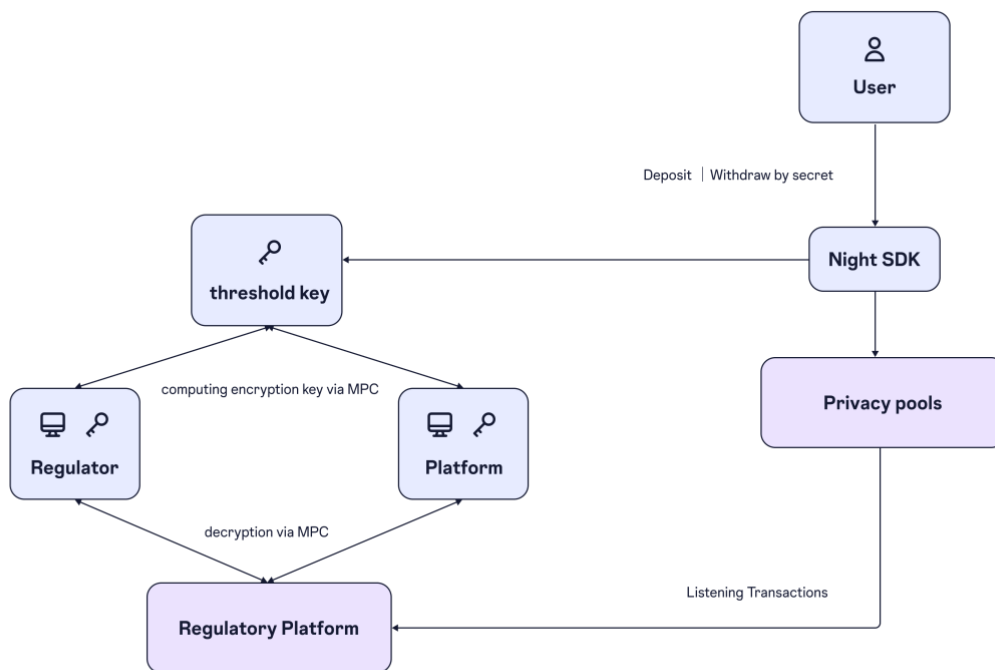 User
Deposit | Withdraw by secret
Night SDK
threshold key
computing encryption key via MPC
Privacy pools
Regulator
Platform
decryption via MPC
Listening Transactions
Regulatory Platform